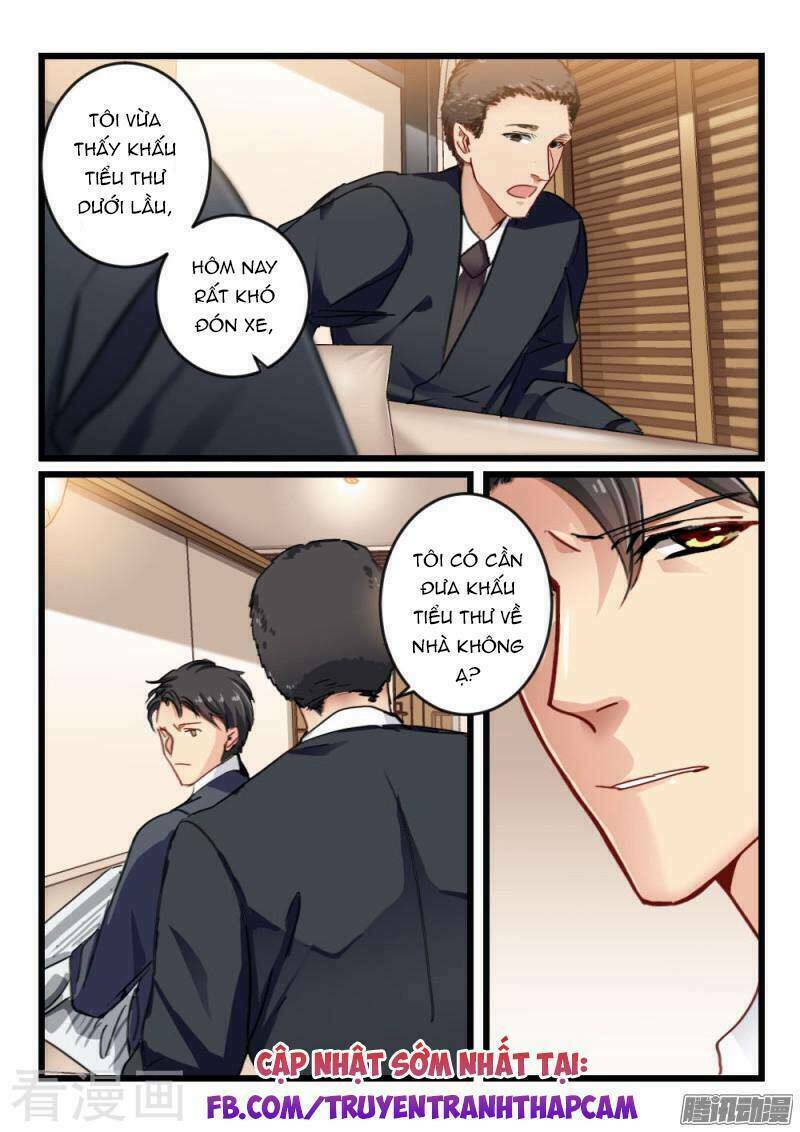 TÔI VỪA
THẤY KHẤU
TIỂU THƯ
DƯỚI LẦU,
HÔM NAY
RẤT KHÓ
ĐÓN XE,
TÔI CÓ CẦN
ĐƯA KHẤU
TIỂU THƯ VỀ
NHÀ KHÔNG
Ạ?
CẬP NHẬT SỚM NHẤT TẠI:
FB.COM/TRUYENTRANHTHAPCAM
看漫画
腾讯动漫